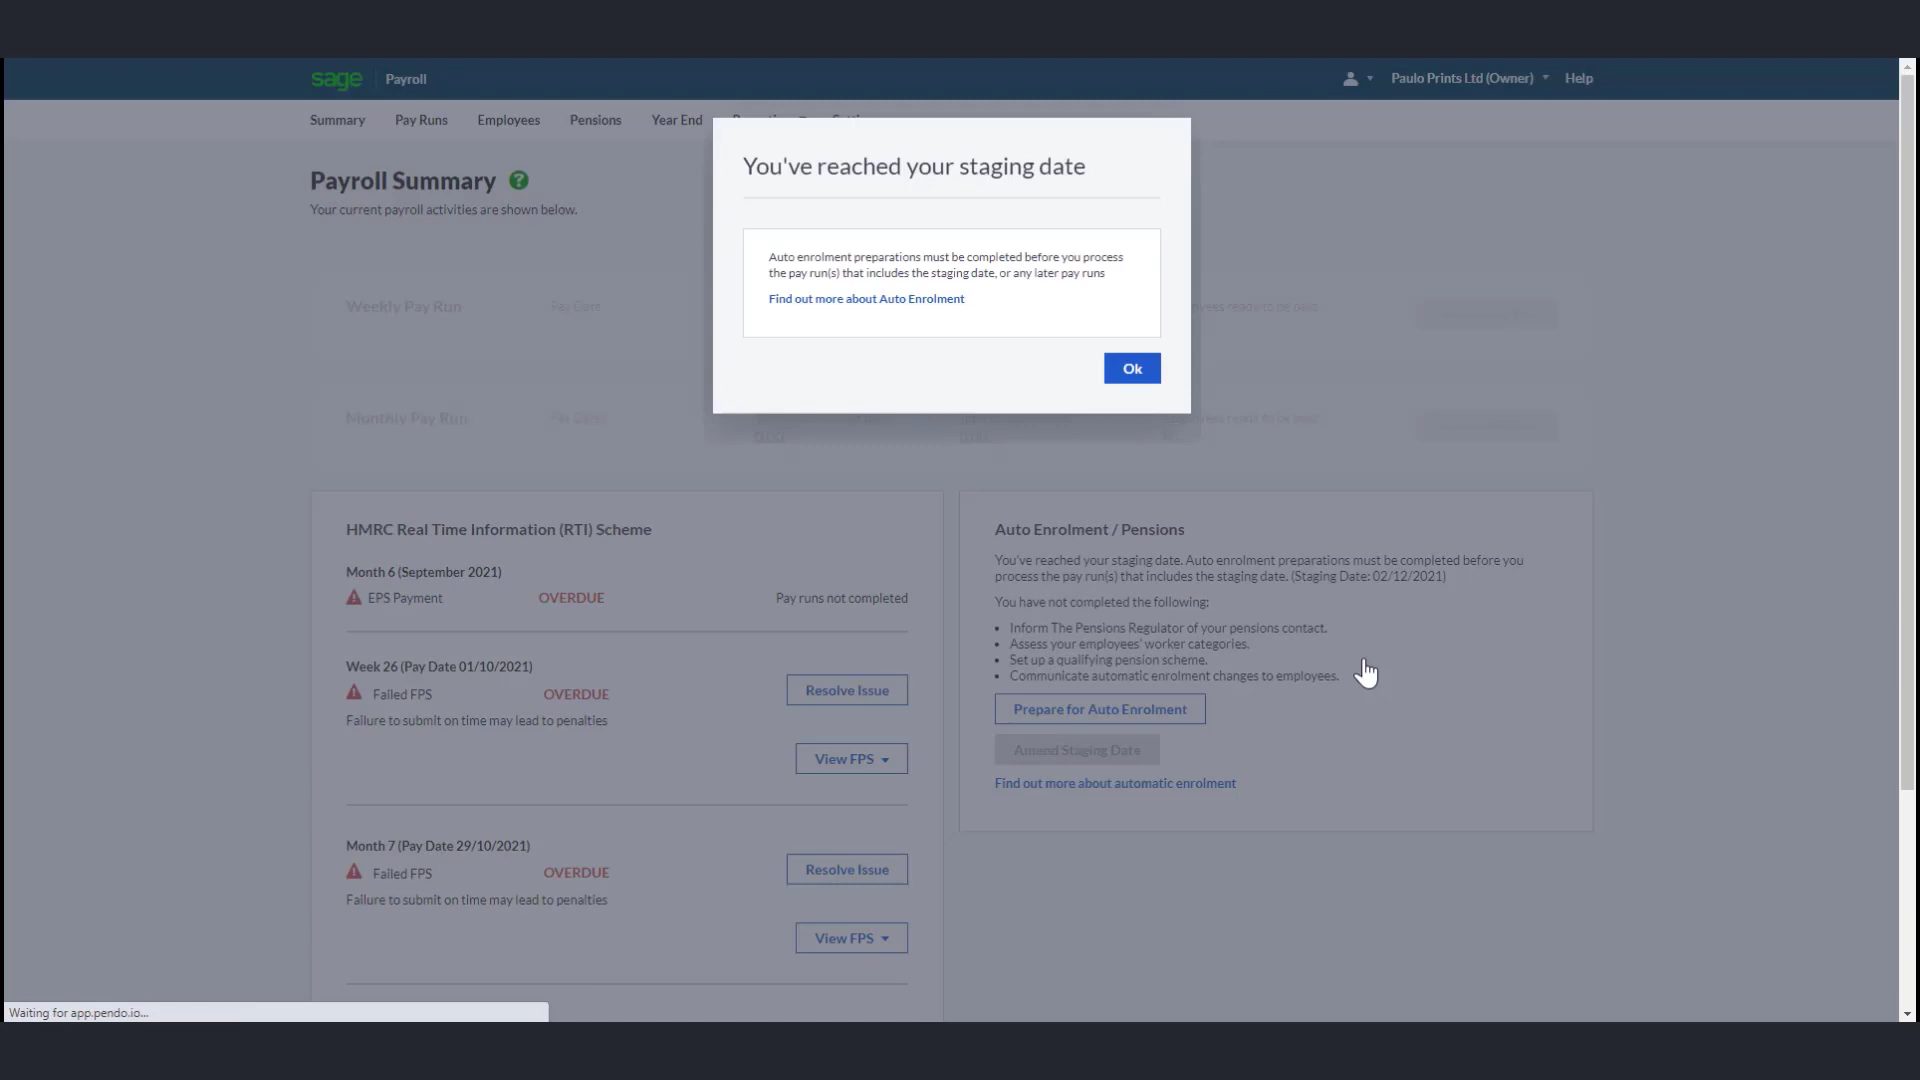 sage Payroll
Paulo Prints Ltd (Owner) Help
Summary Pay Runs Employees Pensions Year End
You've reached your staging date
Auto enrolment preparations must be completed before you process
the pay run(s) that includes the staging date, or any later pay runs
Find out more about Auto Enrolment
Ok
Payroll Summary ?
Your current payroll activities are shown below.
Weekly Pay Run Pay Date
Monthly Pay Run Pay Dates
HMRC Real Time Information (RTI) Scheme
Month 6 (September 2021)
EPS Payment OVERDUE Pay runs not completed
Week 26 (Pay Date 01/10/2021)
Failed FPS OVERDUE Resolve Issue
Failure to submit on time may lead to penalties
View FPS
Month 7 (Pay Date 29/10/2021)
Failed FPS OVERDUE Resolve Issue
Failure to submit on time may lead to penalties
View FPS
Auto Enrolment / Pensions
You've reached your staging date. Auto enrolment preparations must be completed before you
process the pay run(s) that includes the staging date. (Staging Date: 02/12/2021)
You have not completed the following:
• Inform The Pensions Regulator of your pensions contact.
• Assess your employees' worker categories.
• Set up a qualifying pension scheme.
• Communicate automatic enrolment changes to employees.
Prepare for Auto Enrolment
Amend Staging Date
Find out more about automatic enrolment
Waiting for app.pendo.io...